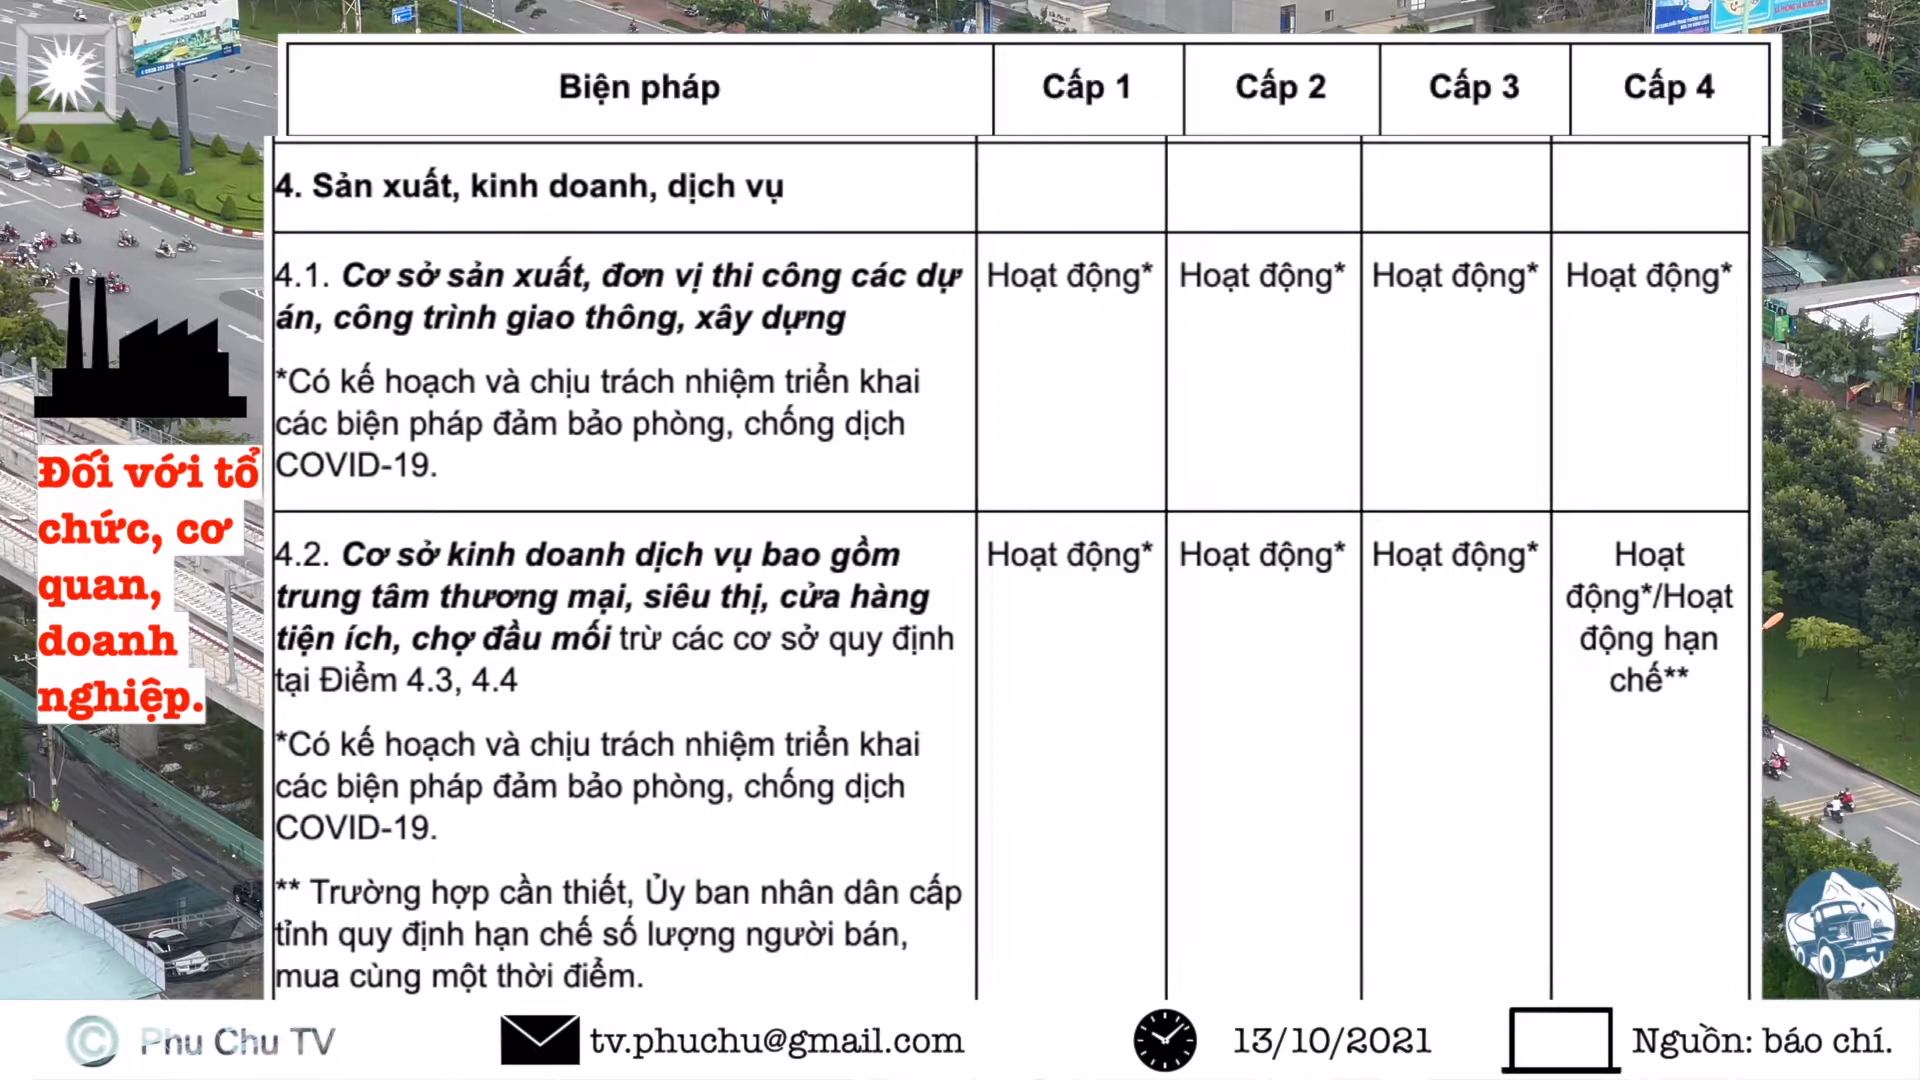 Biện pháp Cấp 1 Cấp 2 Cấp 3 Cấp 4
4. Sản xuất, kinh doanh, dịch vụ
4.1. Cơ sở sản xuất, đơn vị thi công các dự Hoạt động* Hoạt động* Hoạt động* Hoạt động*
án, công trình giao thông, xây dựng
*Có kế hoạch và chịu trách nhiệm triển khai
các biện pháp đảm bảo phòng, chống dịch
COVID-19.
Đối với tổ
chức, cơ
quan,
doanh
nghiệp.
4.2. Cơ sở kinh doanh dịch vụ bao gồm Hoạt động* Hoạt động* Hoạt động* Hoạt
trung tâm thương mại, siêu thị, cửa hàng động*/Hoạt
tiện ích, chợ đầu mối trừ các cơ sở quy định động hạn
tại Điểm 4.3, 4.4 chế**
*Có kế hoạch và chịu trách nhiệm triển khai
các biện pháp đảm bảo phòng, chống dịch
COVID-19.
** Trường hợp cần thiết, Ủy ban nhân dân cấp
tỉnh quy định hạn chế số lượng người bán,
mua cùng một thời điểm.
© Phu Chu TV tv.phuchu@gmail.com 13/10/2021 Nguồn: báo chí.